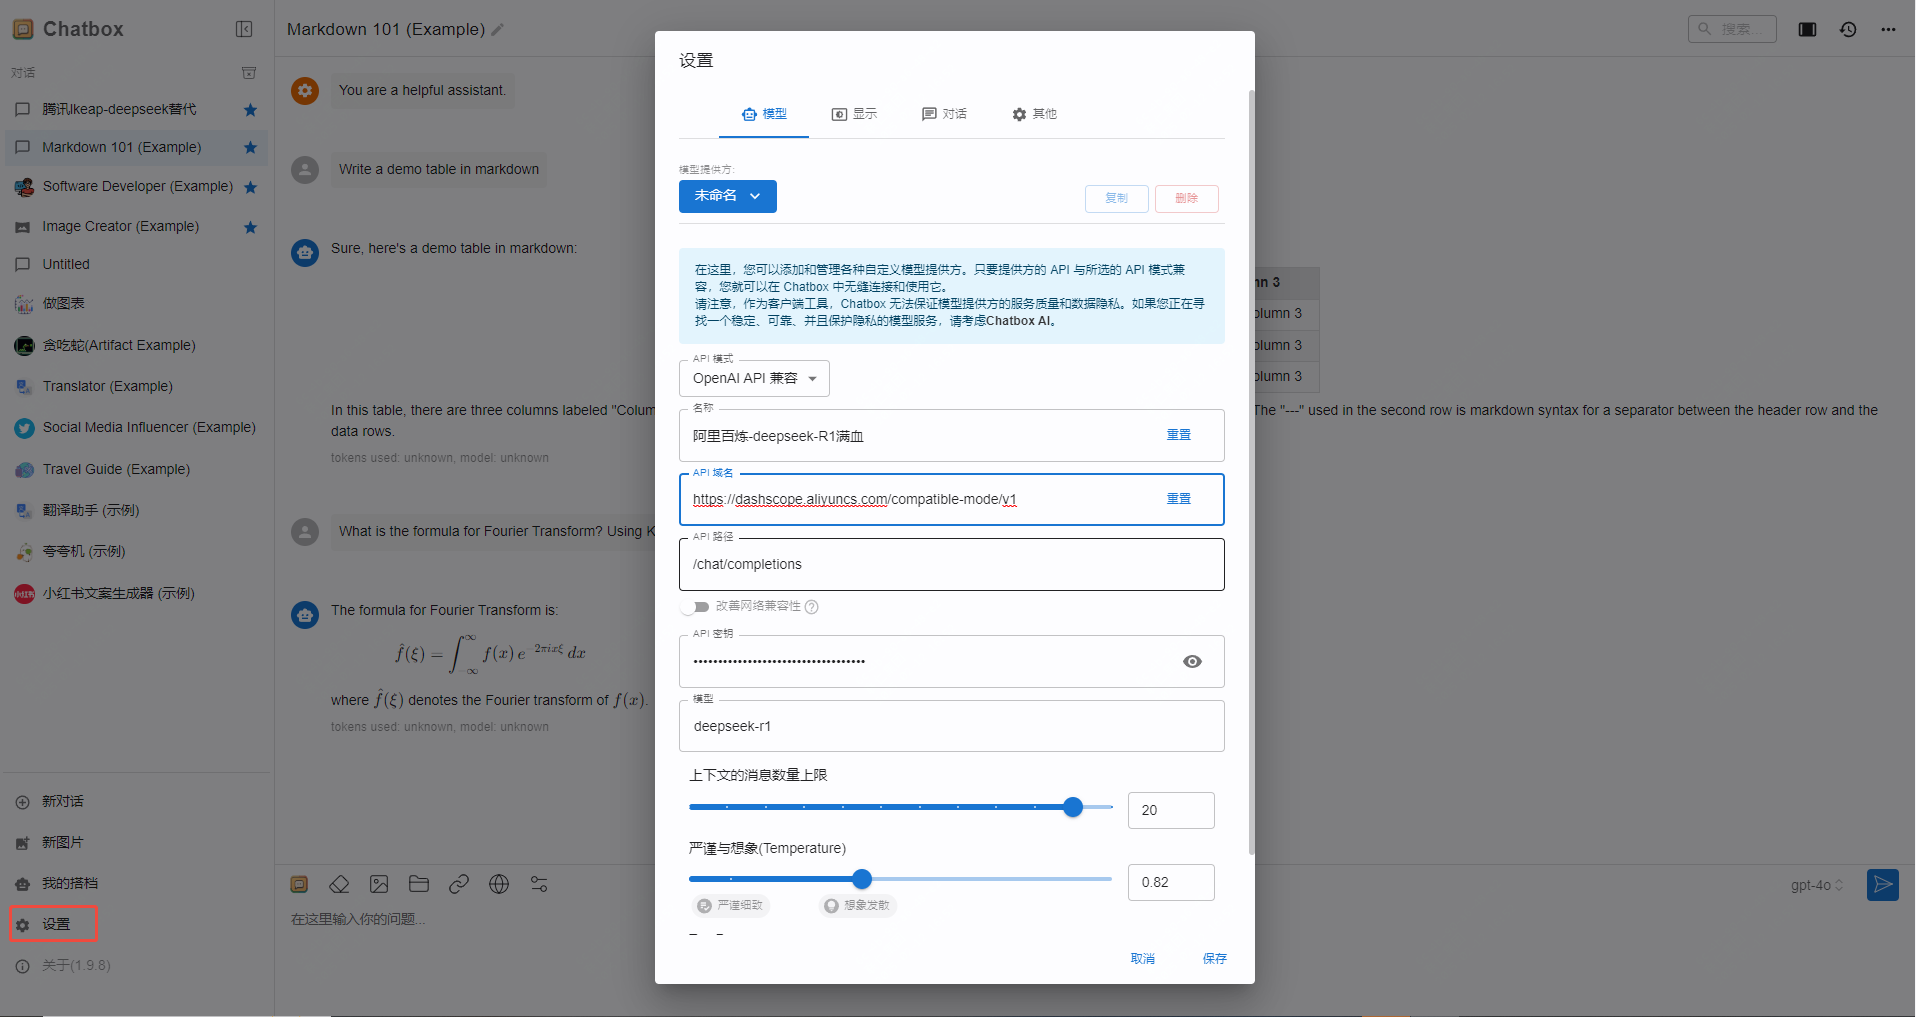 Chatbox
对话
腾讯lkeap-deepseek替代
Markdown 101 (Example)
Software Developer (Example)
Image Creator (Example)
Untitled
做图表
贪吃蛇(Artifact Example)
Translator (Example)
Social Media Influencer (Example)
Travel Guide (Example)
翻译助手 (示例)
夸夸机 (示例)
小红书文案生成器 (示例)
新对话
新图片
我的搭档
设置
关于(1.9.8)
Markdown 101 (Example)
搜索...
You are a helpful assistant.
Write a demo table in markdown
Sure, here's a demo table in markdown:
nn 3
olumn 3
olumn 3
olumn 3
In this table, there are three columns labeled "Colum
The "---" used in the second row is markdown syntax for a separator between the header row and the
data rows.
tokens used: unknown, model: unknown
What is the formula for Fourier Transform? Using K
The formula for Fourier Transform is:
f̂(ξ) = ∫_{-∞}^{∞} f(x) e^{-2πixξ} dx
where f̂(ξ) denotes the Fourier transform of f(x).
tokens used: unknown, model: unknown
gpt-4o
在这里输入你的问题...
设置
模型
显示
对话
其他
模型提供方:
未命名
复制
删除
在这里，您可以添加和管理各种自定义模型提供方。只要提供方的 API 与所选的 API 模式兼
容，您就可以在 Chatbox 中无缝连接和使用它。
请注意，作为客户端工具，Chatbox 无法保证模型提供方的服务质量和数据隐私。如果您正在寻
找一个稳定、可靠、并且保护隐私的模型服务，请考虑Chatbox AI。
API 模式
OpenAI API 兼容
名称
阿里百炼-deepseek-R1满血
重置
API 域名
https://dashscope.aliyuncs.com/compatible-mode/v1
重置
API 路径
/chat/completions
改善网络兼容性
API 密钥
模型
deepseek-r1
上下文的消息数量上限
20
严谨与想象(Temperature)
0.82
严谨细致
想象发散
取消
保存